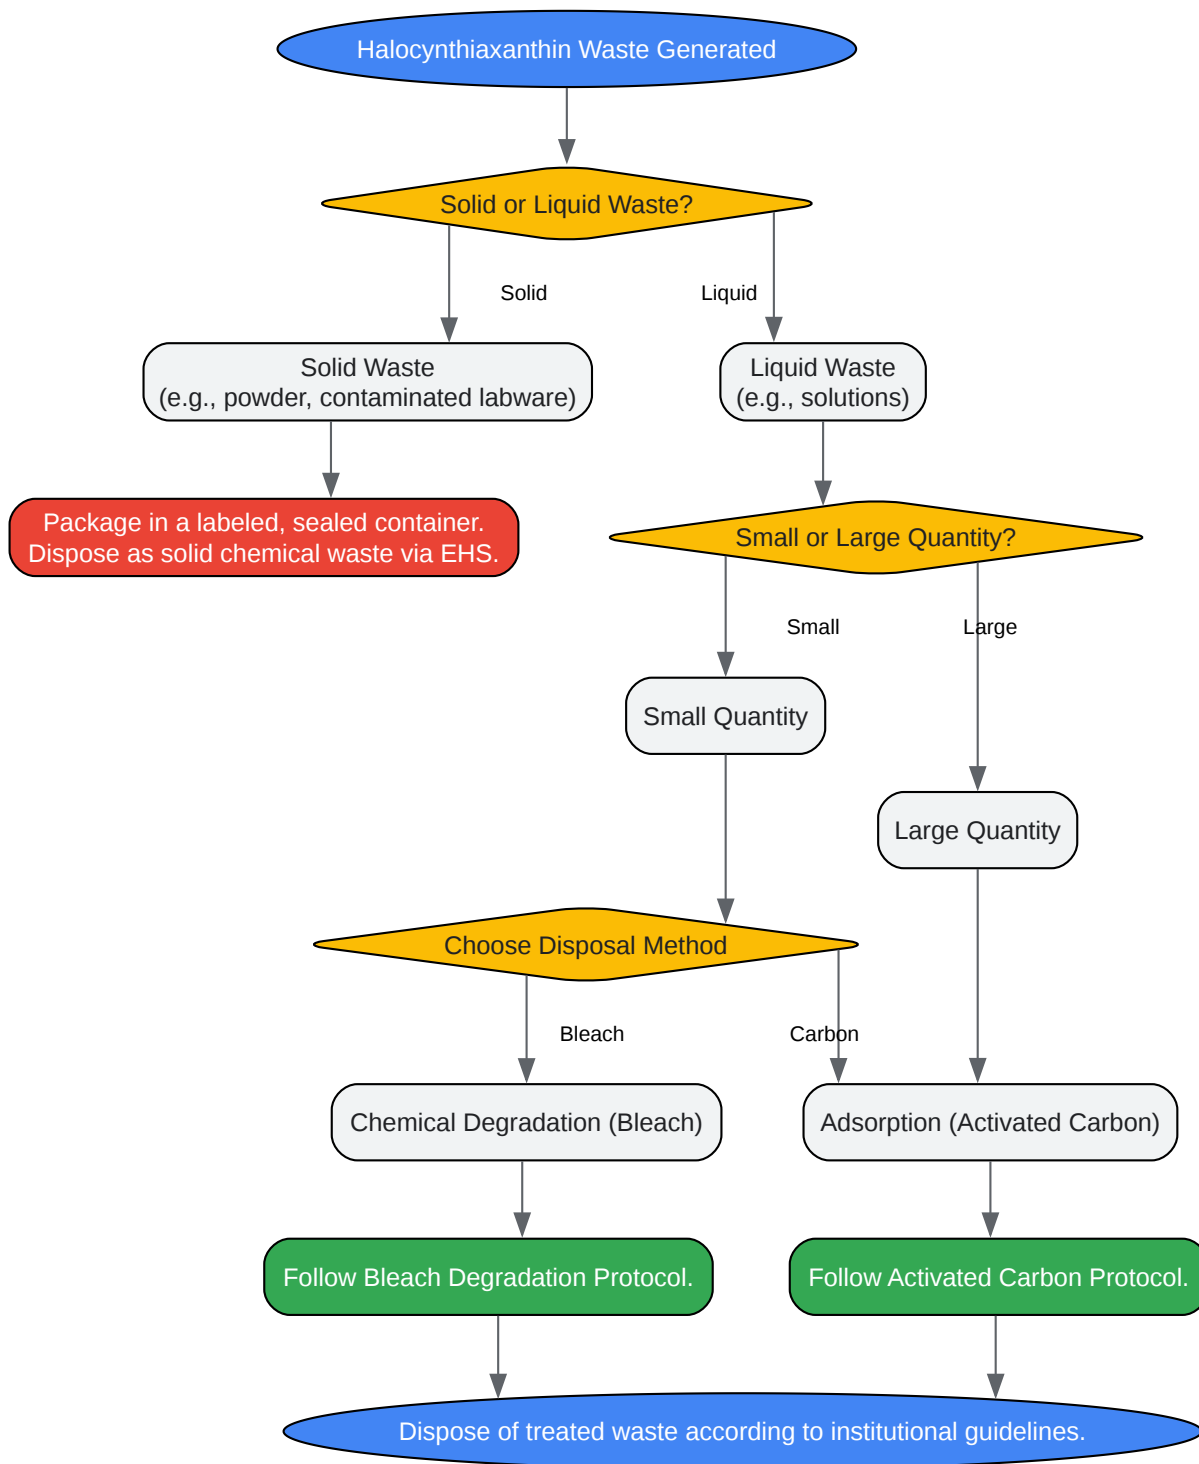 Halocynthiaxanthin Waste Generated
Solid or Liquid Waste?
Solid
Liquid
Solid Waste
(e.g., powder, contaminated labware)
Liquid Waste
(e.g., solutions)
Package in a labeled, sealed container.
Dispose as solid chemical waste via EHS.
Small or Large Quantity?
Small
Large
Small Quantity
Large Quantity
Choose Disposal Method
Bleach
Carbon
Chemical Degradation (Bleach)
Adsorption (Activated Carbon)
Follow Bleach Degradation Protocol.
Follow Activated Carbon Protocol.
Dispose of treated waste according to institutional guidelines.